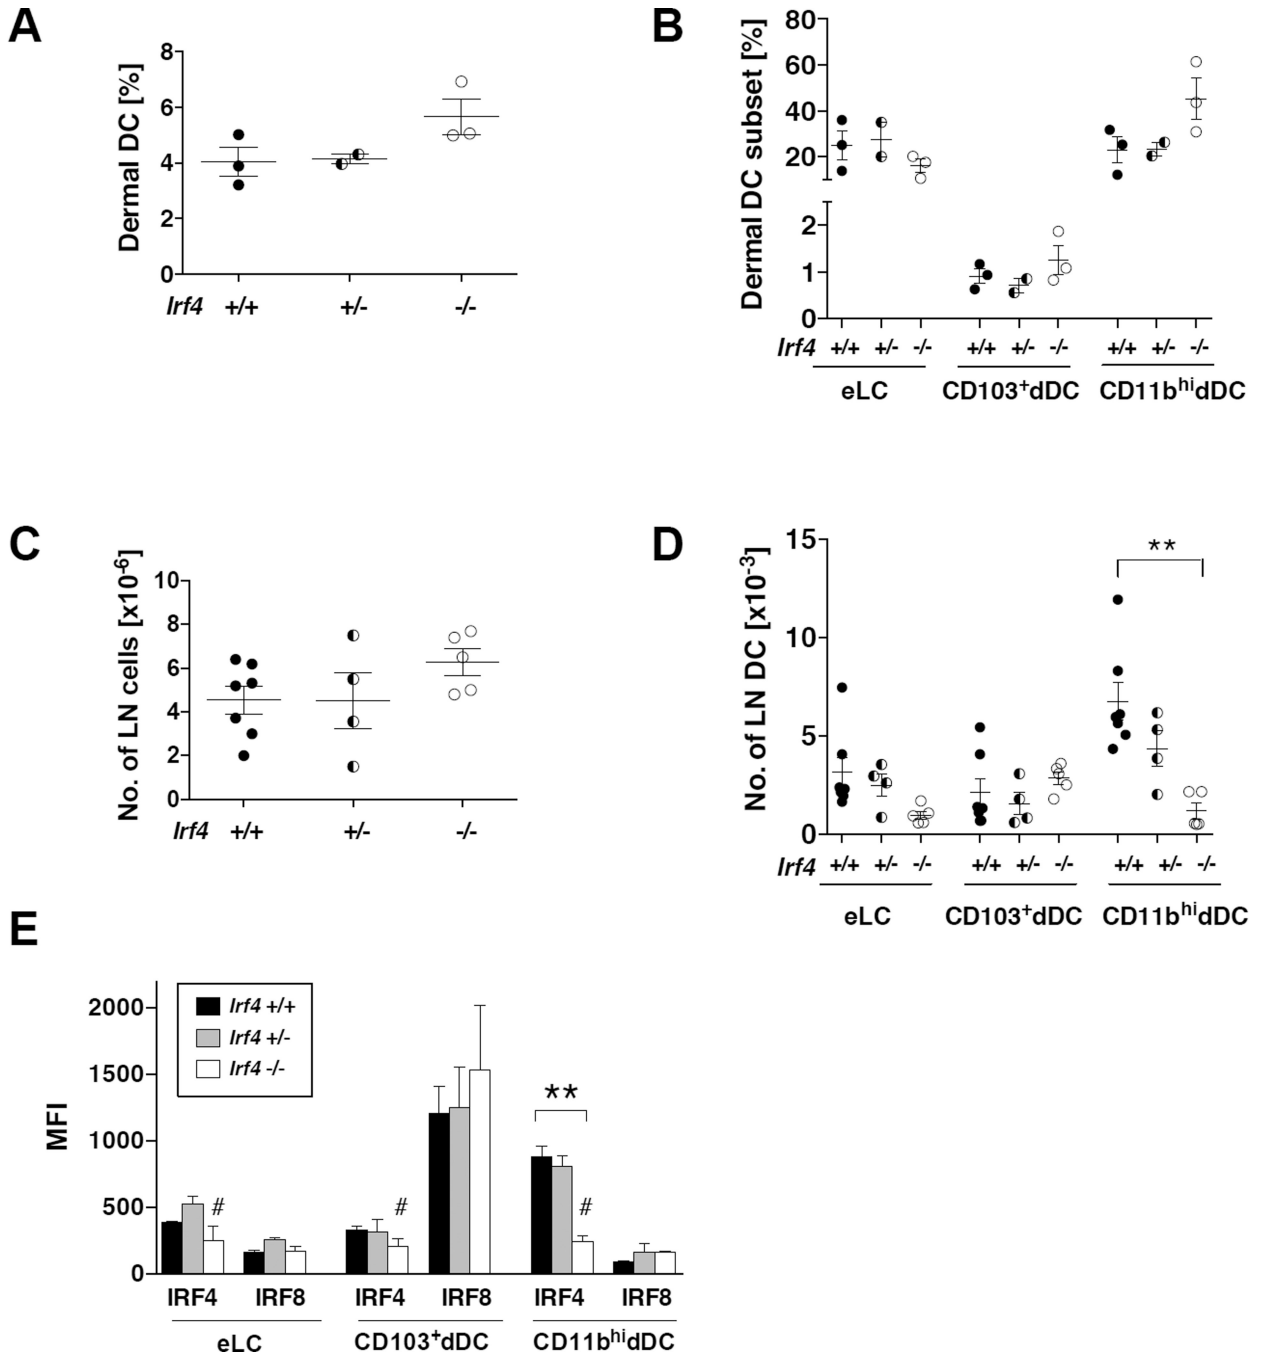 A
Dermal DC [%]
8
6
4
2
0
Irf4 +/+ +/- -/-
B
Dermal DC subset [%]
80
60
40
20
2
1
0
Irf4 +/+ +/- -/- +/+ +/- -/- +/+ +/- -/-
eLC CD103+dDC CD11bhidDC
C
No. of LN cells [x10-6]
10
8
6
4
2
0
Irf4 +/+ +/- -/-
D
No. of LN DC [x10-3]
15
10
5
0
**
Irf4 +/+ +/- -/- +/+ +/- -/- +/+ +/- -/-
eLC CD103+dDC CD11bhidDC
E
MFI
2000
1500
1000
500
0
Irf4 +/+
Irf4 +/-
Irf4 -/-
**
# # #
IRF4 IRF8 IRF4 IRF8 IRF4 IRF8
eLC CD103+dDC CD11bhidDC